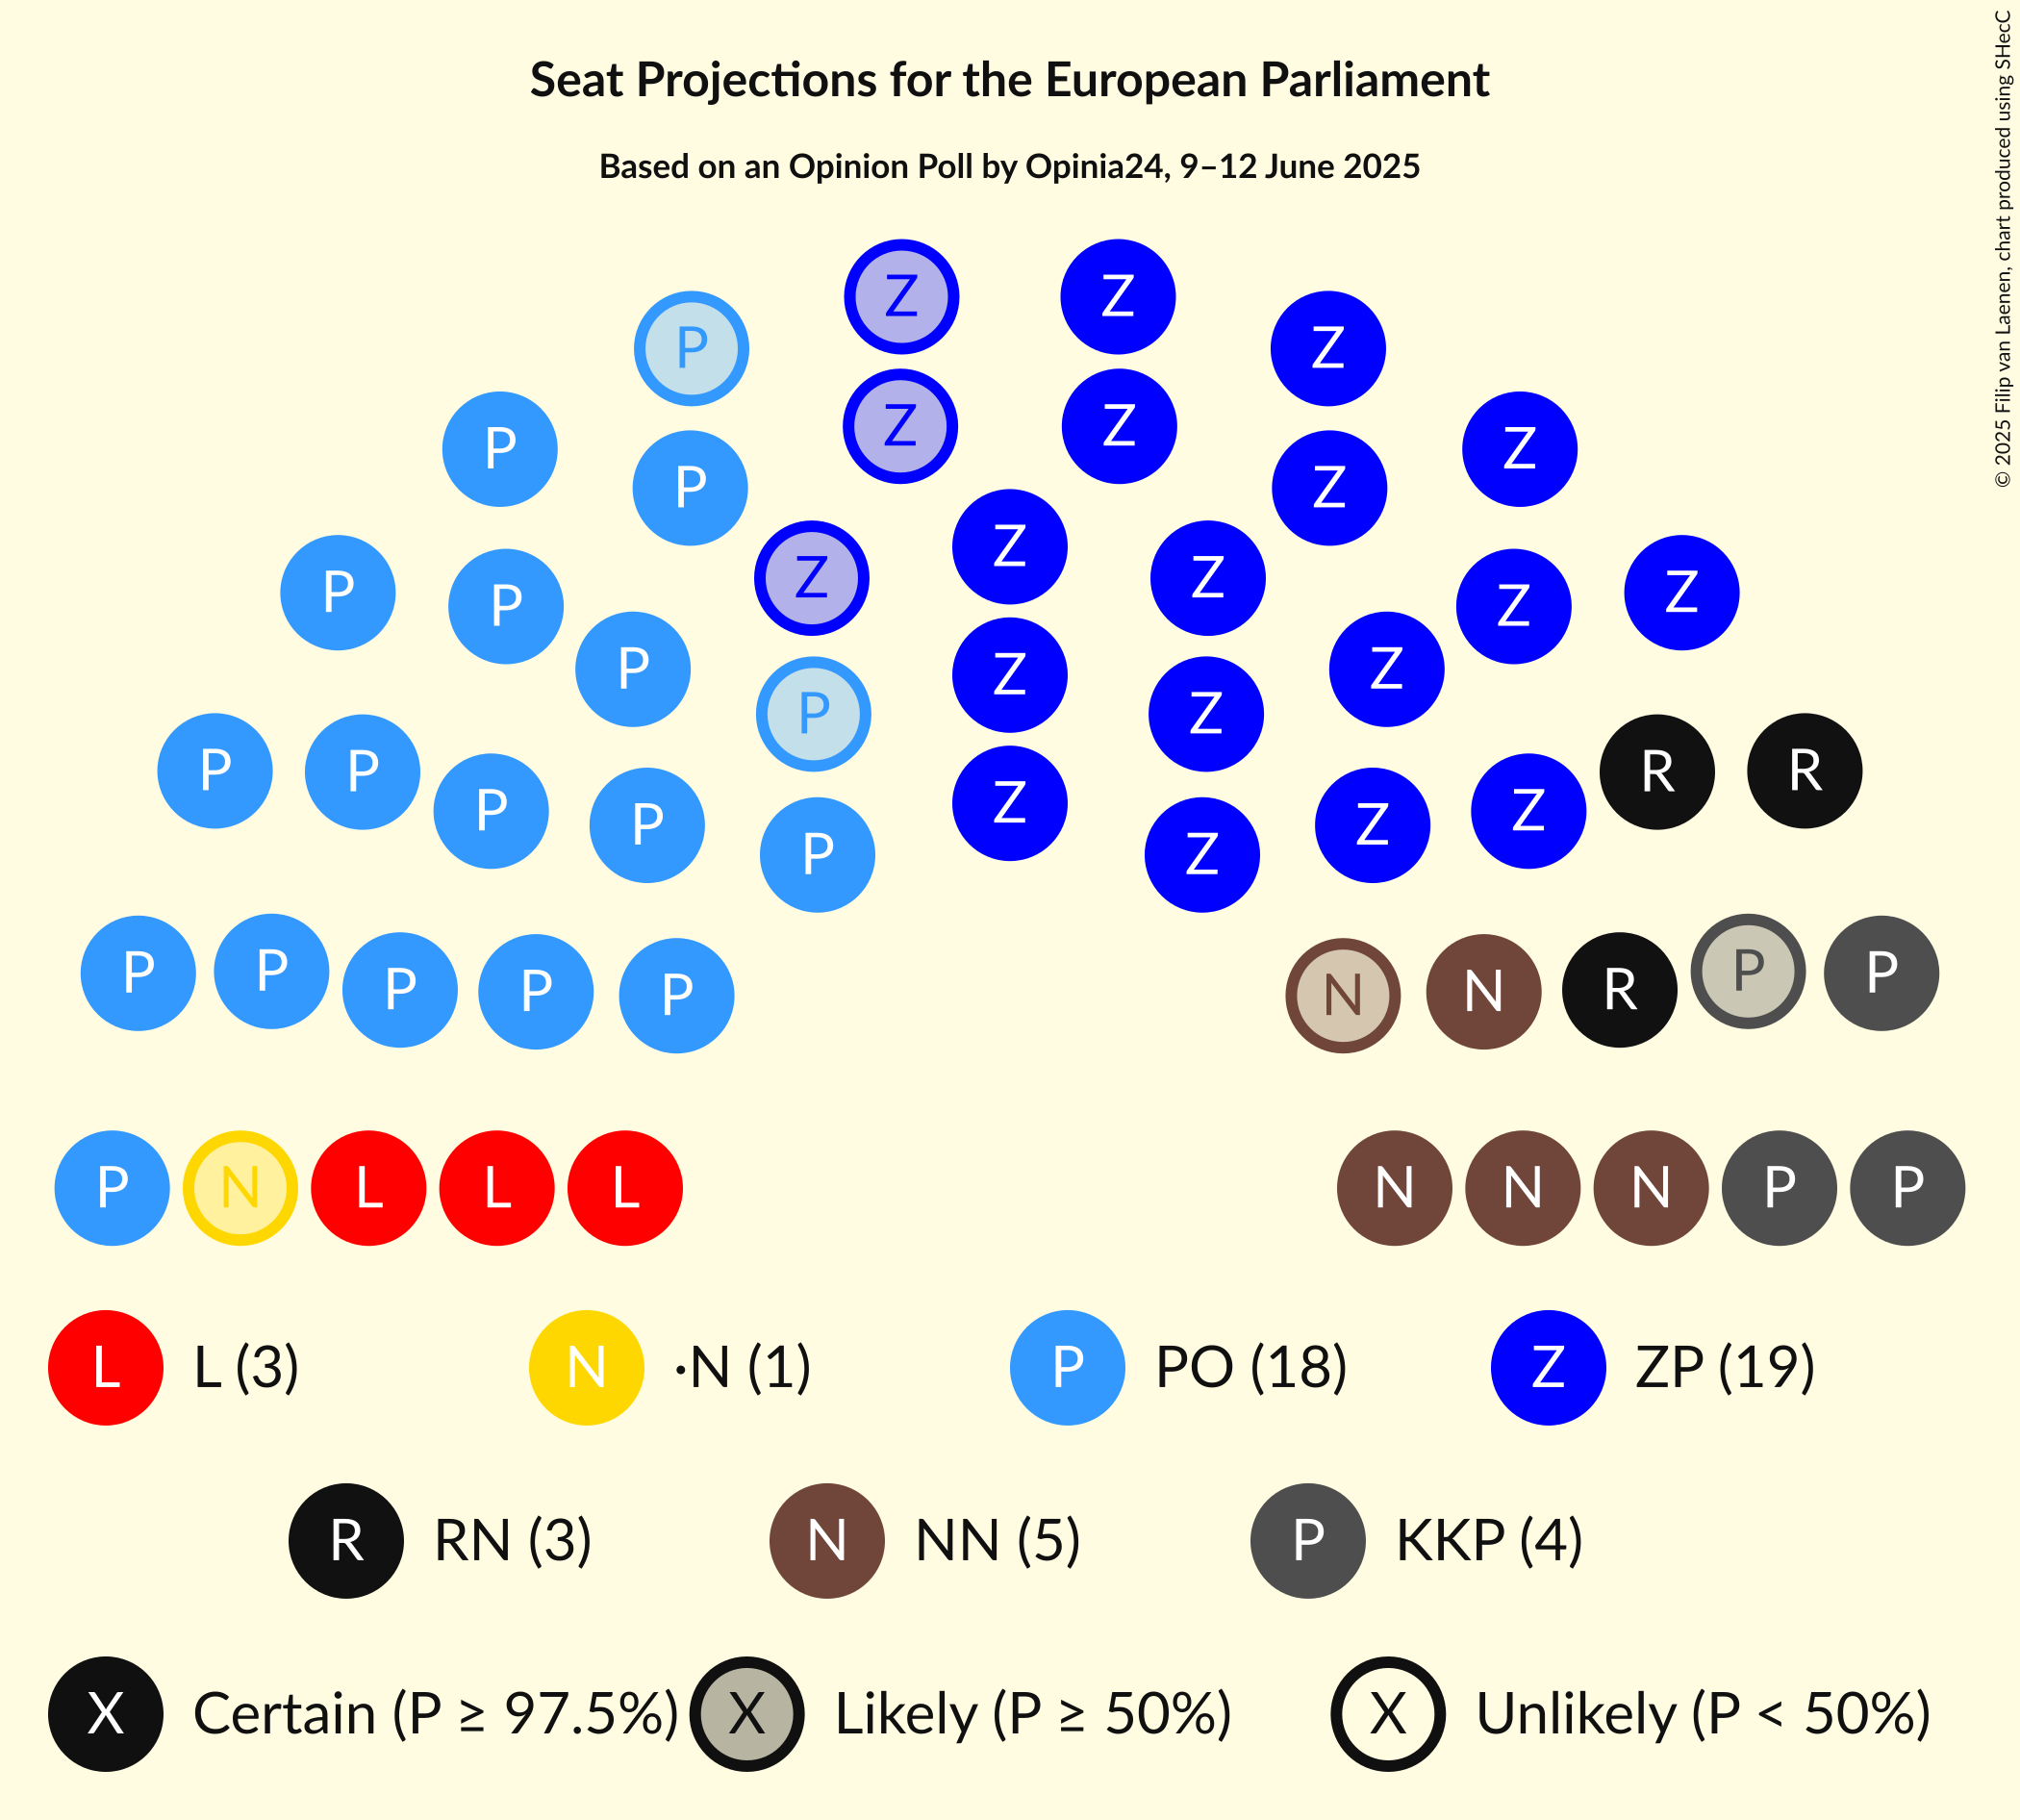 Seat Projections for the European Parliament
Based on an Opinion Poll by Opinia24, 9–12 June 2025
© 2025 Filip van Laenen, chart produced using SHecC
Z Z
P Z
Z Z
P Z
P Z
Z
Z Z
P Z
P Z
P Z
Z
P Z
P P R R
Z
P Z
P Z
P Z
P P P P P N N R P P
P N L L L N N N P P
L L (3) N ·N (1) P PO (18) Z ZP (19)
R RN (3) N NN (5) P KKP (4)
X Certain (P ≥ 97.5%) X Likely (P ≥ 50%) X Unlikely (P < 50%)